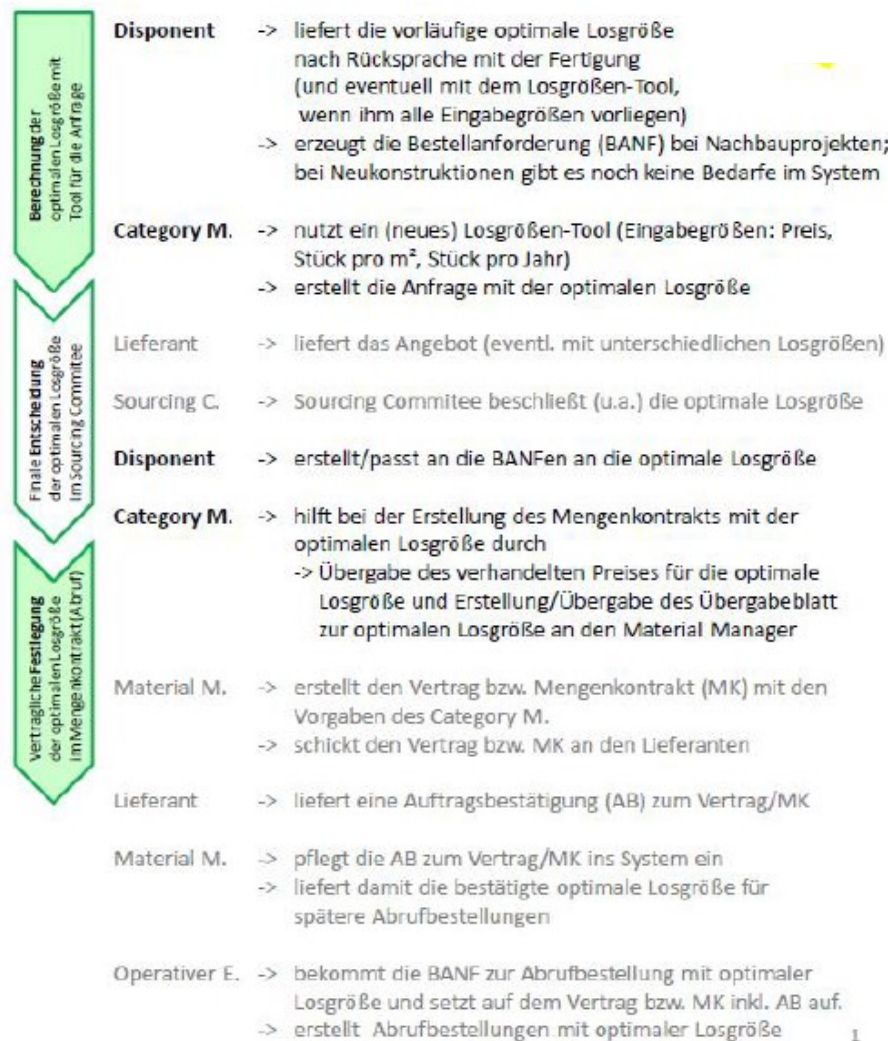 Berechnung der
optimalen Losgröße mit
Tool für die Anfrage
Finale Entscheidung
der optimalen Losgröße
im Sourcing Commitee
Vertragliche Festlegung
der optimalen Losgröße
im Mengenkontrakt (Abruf)
Disponent -> liefert die vorläufige optimale Losgröße
nach Rücksprache mit der Fertigung
(und eventuell mit dem Losgrößen-Tool,
wenn ihm alle Eingabegrößen vorliegen)
-> erzeugt die Bestellanforderung (BANF) bei Nachbauprojekten;
bei Neukonstruktionen gibt es noch keine Bedarfe im System
Category M. -> nutzt ein (neues) Losgrößen-Tool (Eingabegrößen: Preis,
Stück pro m², Stück pro Jahr)
-> erstellt die Anfrage mit der optimalen Losgröße
Lieferant -> liefert das Angebot (eventl. mit unterschiedlichen Losgrößen)
Sourcing C. -> Sourcing Commitee beschließt (u.a.) die optimale Losgröße
Disponent -> erstellt/passt an die BANFen an die optimale Losgröße
Category M. -> hilft bei der Erstellung des Mengenkontrakts mit der
optimalen Losgröße durch
-> Übergabe des verhandelten Preises für die optimale
Losgröße und Erstellung/Übergabe des Übergabeblatt
zur optimalen Losgröße an den Material Manager
Material M. -> erstellt den Vertrag bzw. Mengenkontrakt (MK) mit den
Vorgaben des Category M.
-> schickt den Vertrag bzw. MK an den Lieferanten
Lieferant -> liefert eine Auftragsbestätigung (AB) zum Vertrag/MK
Material M. -> pflegt die AB zum Vertrag/MK ins System ein
-> liefert damit die bestätigte optimale Losgröße für
spätere Abrufbestellungen
Operativer E. -> bekommt die BANF zur Abrufbestellung mit optimaler
Losgröße und setzt auf dem Vertrag bzw. MK inkl. AB auf.
-> erstellt Abrufbestellungen mit optimaler Losgröße
1